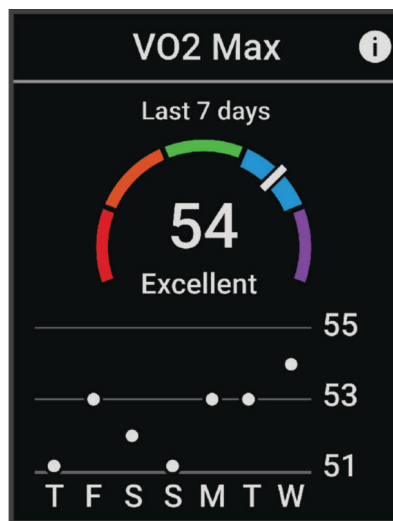 VO2 Max i
Last 7 days
54
Excellent
55
53
51
T F S S M T W